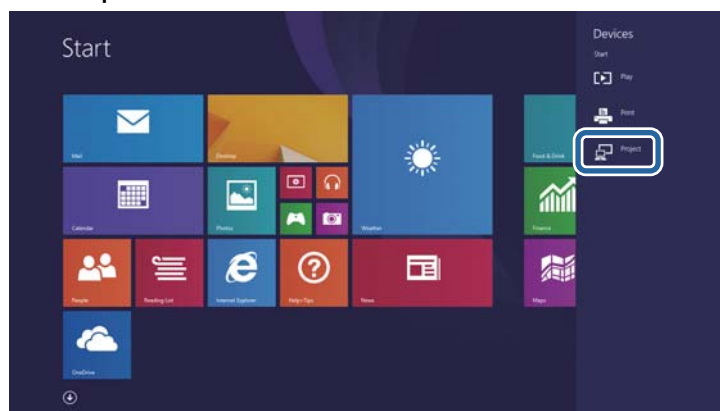 Start
Devices
Start
Play
Print
Project
Mail
Desktop
Food & Drink
Calendar
Photos
Weather
Finance
People
Reading List
Internet Explorer
Help+Tips
News
Maps
OneDrive